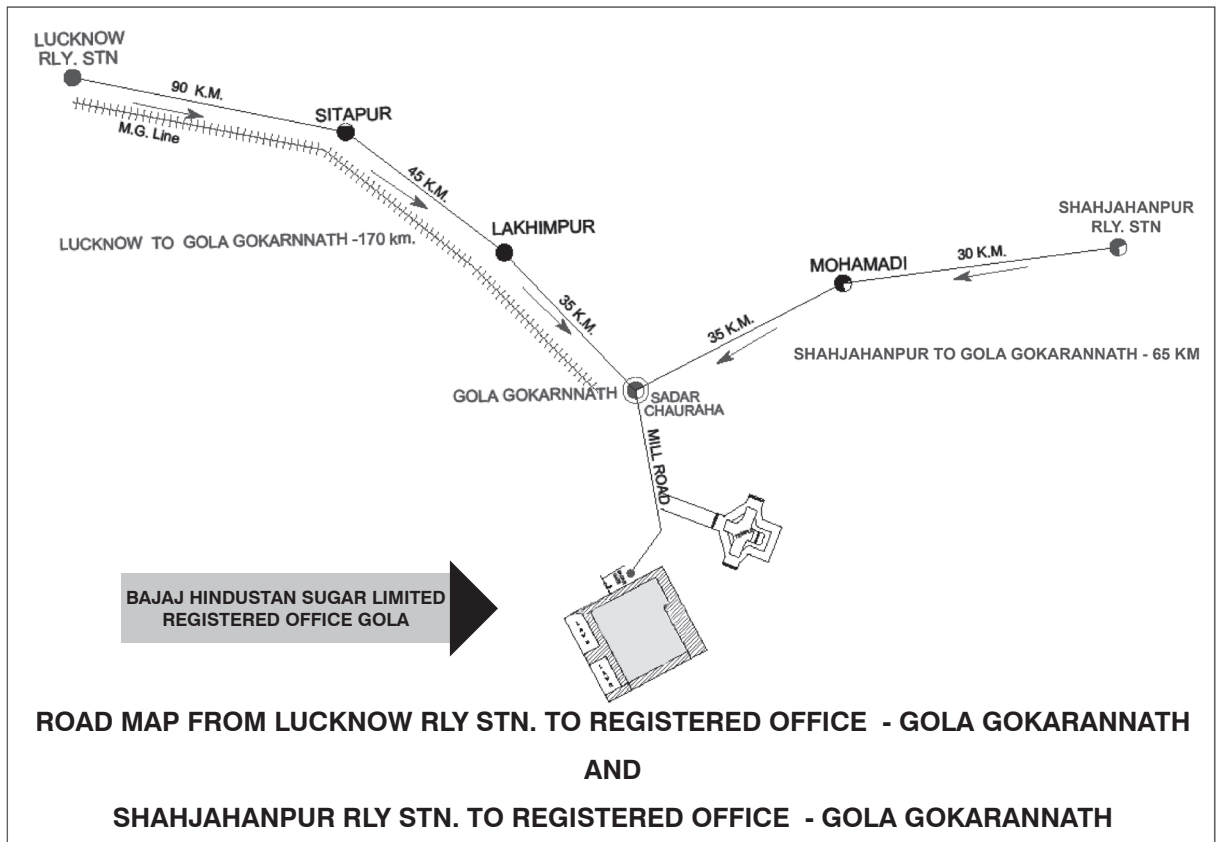 LUCKNOW
RLY. STN
90 K.M.
M.G. Line
SITAPUR
45 K.M.
LAKHIMPUR
LUCKNOW TO GOLA GOKARNNATH -170 km.
35 K.M.
SHAHJAHANPUR
RLY. STN
30 K.M.
MOHAMADI
35 K.M.
SHAHJAHANPUR TO GOLA GOKARANNATH - 65 KM
GOLA GOKARNNATH
SADAR
CHAURAHA
MILL ROAD
BAJAJ HINDUSTAN SUGAR LIMITED
REGISTERED OFFICE GOLA
ROAD MAP FROM LUCKNOW RLY STN. TO REGISTERED OFFICE - GOLA GOKARANNATH
AND
SHAHJAHANPUR RLY STN. TO REGISTERED OFFICE - GOLA GOKARANNATH